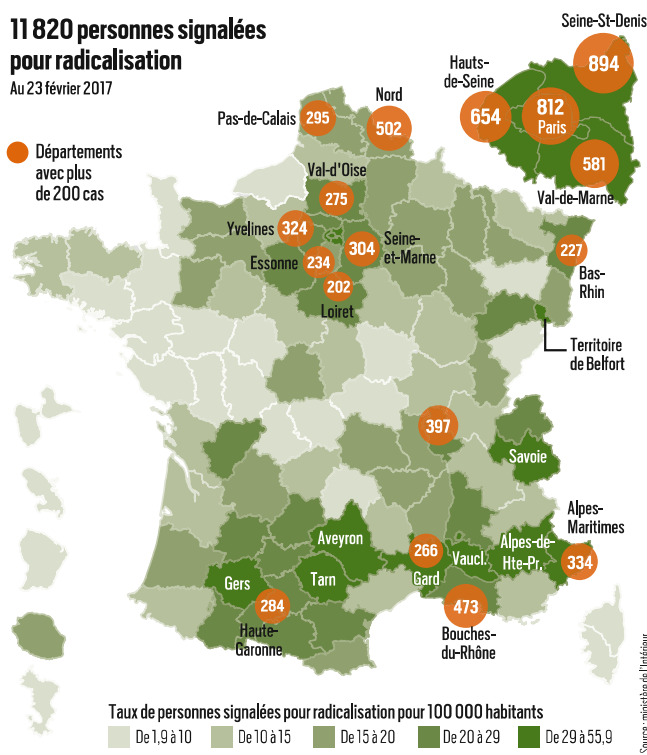 11 820 personnes signalées
pour radicalisation
Au 23 février 2017
Départements
avec plus
de 200 cas
Seine-St-Denis
894
Hauts-
de-Seine
654
812
Paris
581
Val-de-Marne
Nord
502
Pas-de-Calais
295
Val-d'Oise
275
Yvelines
324
304
Seine-
et-Marne
Essonne
234
202
Loiret
227
Bas-
Rhin
Territoire
de Belfort
397
Savoie
Alpes-
Maritimes
334
Alpes-de-
Hte-Pr.
Aveyron
266
Gard
Vaucl.
Tarn
Gers
284
Haute-
Garonne
473
Bouches-
du-Rhône
Taux de personnes signalées pour radicalisation pour 100 000 habitants
De 1,9 à 10
De 10 à 15
De 15 à 20
De 20 à 29
De 29 à 55,9
Source : ministère de l'Intérieur